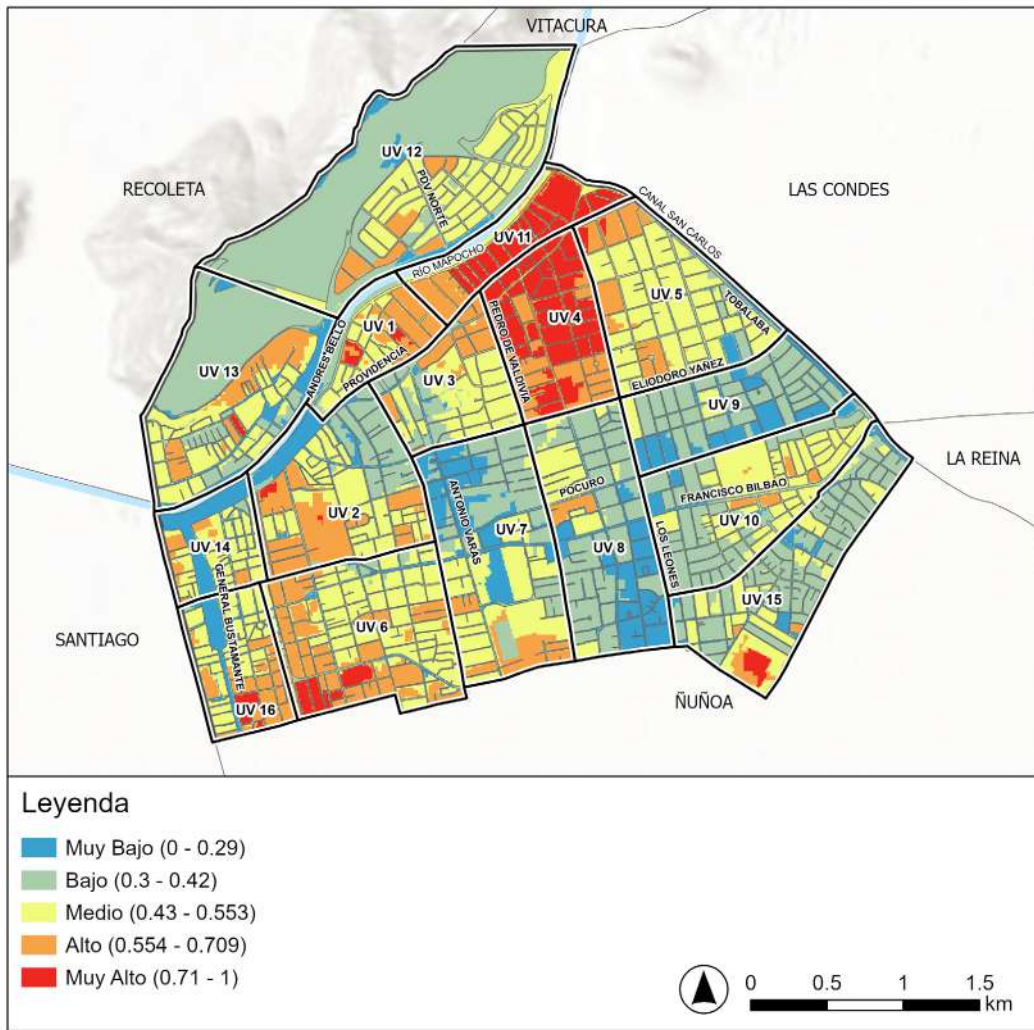 VITACURA
RECOLETA
LAS CONDES
UV 12
PDV NORTE
CANAL SAN CARLOS
UV 11
RÍO MAPOCHO
UV 5
TOBALABA
UV 1
ANDRES BELLO
PROVIDENCIA
PEDRO DE VALDIVIA
UV 4
UV 13
UV 3
ELIODORO YAÑEZ
UV 9
LA REINA
ANTONIO VARAS
POCURO
FRANCISCO BILBAO
UV 2
UV 7
UV 10
UV 14
UV 8
LOS LEONES
GENERAL BUSTAMANTE
UV 15
SANTIAGO
UV 6
ÑUÑOA
UV 16
Leyenda
Muy Bajo (0 - 0.29)
Bajo (0.3 - 0.42)
Medio (0.43 - 0.553)
Alto (0.554 - 0.709)
Muy Alto (0.71 - 1)
0 0.5 1 1.5
km